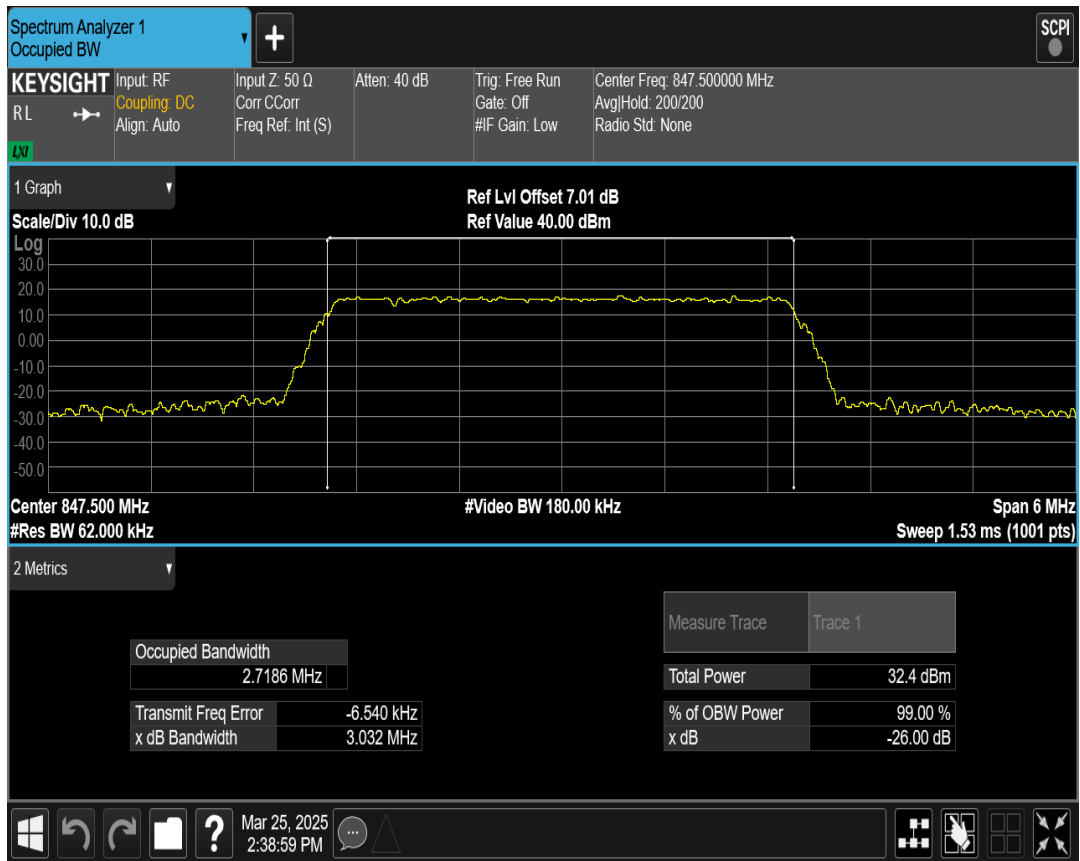 Spectrum Analyzer 1
Occupied BW
+
SCPI
KEYSIGHT
RL
LXI
Input: RF
Coupling: DC
Align: Auto
Input Z: 50 Ω
Corr CCorr
Freq Ref: Int (S)
Atten: 40 dB
Trig: Free Run
Gate: Off
#IF Gain: Low
Center Freq: 847.500000 MHz
Avg|Hold: 200/200
Radio Std: None
1 Graph
Scale/Div 10.0 dB
Ref Lvl Offset 7.01 dB
Ref Value 40.00 dBm
Log
30.0
20.0
10.0
0.00
-10.0
-20.0
-30.0
-40.0
-50.0
Center 847.500 MHz
#Res BW 62.000 kHz
#Video BW 180.00 kHz
Span 6 MHz
Sweep 1.53 ms (1001 pts)
2 Metrics
Measure Trace Trace 1
Occupied Bandwidth
2.7186 MHz
Total Power 32.4 dBm
Transmit Freq Error -6.540 kHz
x dB Bandwidth 3.032 MHz
% of OBW Power 99.00 %
x dB -26.00 dB
?
Mar 25, 2025
2:38:59 PM